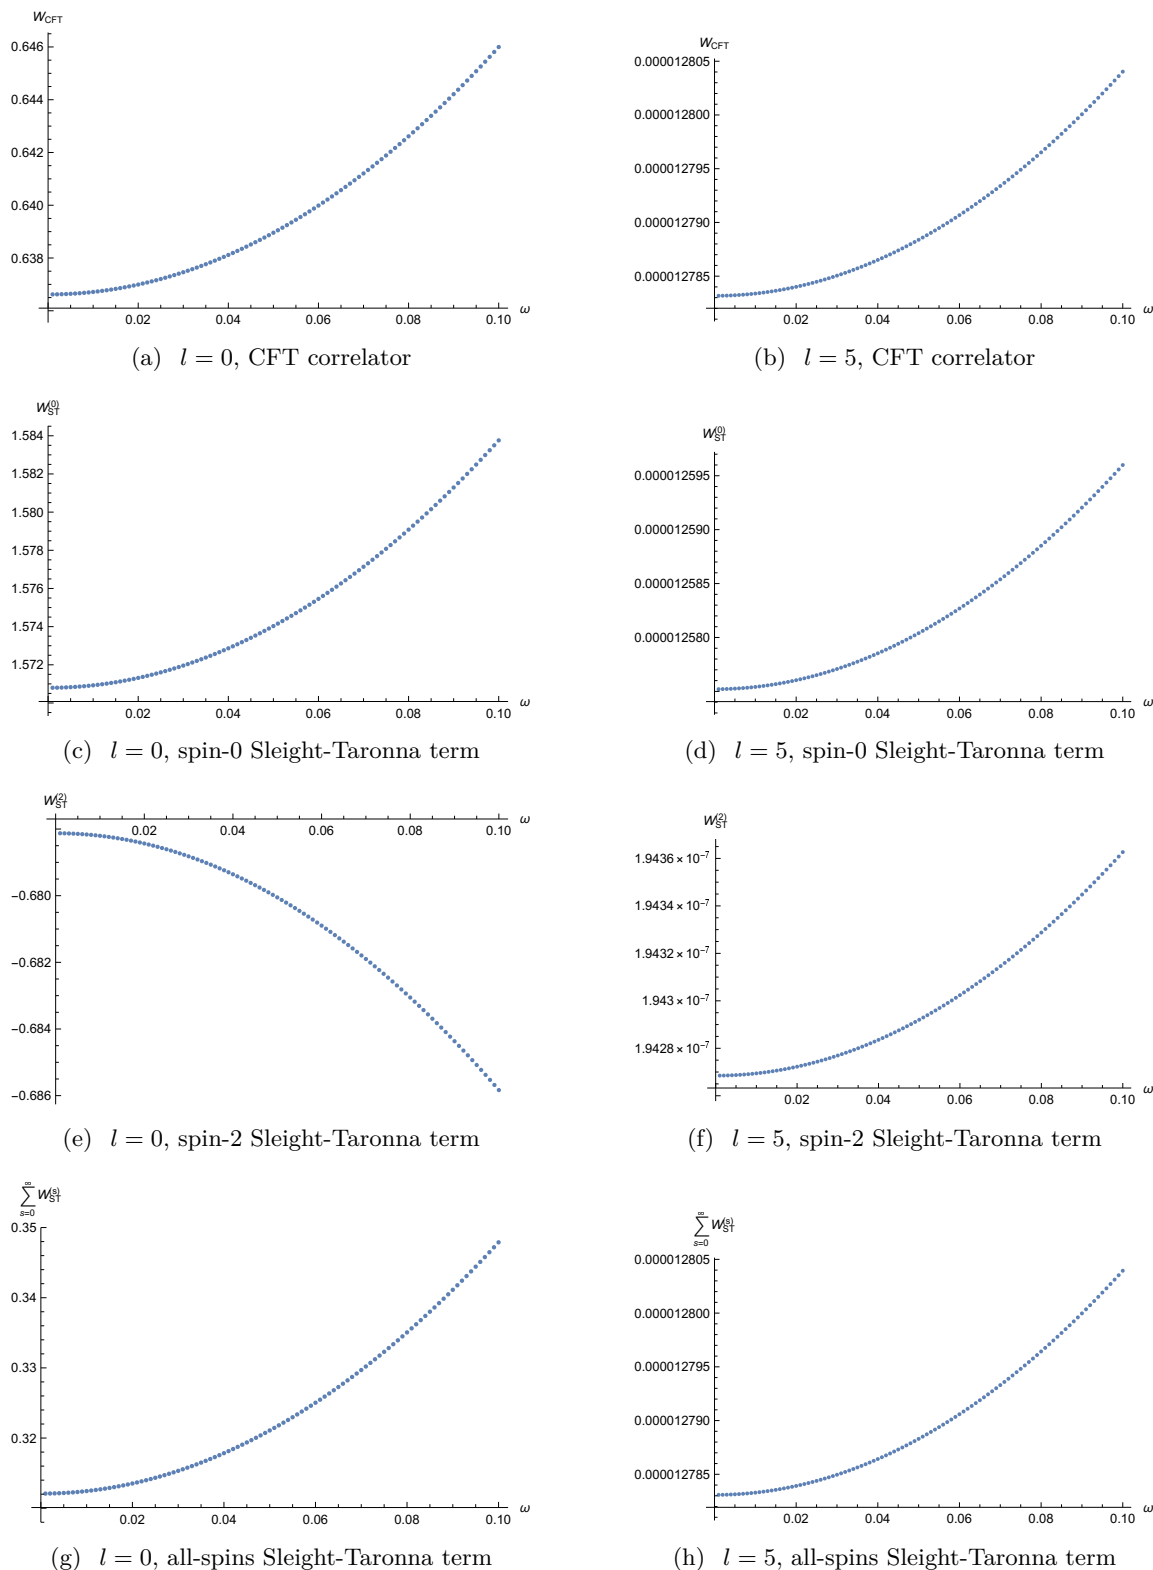 W_CFT
0.646
0.644
0.642
0.640
0.638
0.02 0.04 0.06 0.08 0.10 ω
(a) l = 0, CFT correlator
W_CFT
0.000012805
0.000012800
0.000012795
0.000012790
0.000012785
0.02 0.04 0.06 0.08 0.10 ω
(b) l = 5, CFT correlator
W_ST^(0)
1.584
1.582
1.580
1.578
1.576
1.574
1.572
0.02 0.04 0.06 0.08 0.10 ω
(c) l = 0, spin-0 Sleight-Taronna term
W_ST^(0)
0.000012595
0.000012590
0.000012585
0.000012580
0.02 0.04 0.06 0.08 0.10 ω
(d) l = 5, spin-0 Sleight-Taronna term
W_ST^(2)
0.02 0.04 0.06 0.08 0.10 ω
−0.680
−0.682
−0.684
−0.686
(e) l = 0, spin-2 Sleight-Taronna term
W_ST^(2)
1.9436 × 10^-7
1.9434 × 10^-7
1.9432 × 10^-7
1.943 × 10^-7
1.9428 × 10^-7
0.02 0.04 0.06 0.08 0.10 ω
(f) l = 5, spin-2 Sleight-Taronna term
∞
∑ W_ST^(s)
s=0
0.35
0.34
0.33
0.32
0.02 0.04 0.06 0.08 0.10 ω
(g) l = 0, all-spins Sleight-Taronna term
∞
∑ W_ST^(s)
s=0
0.000012805
0.000012800
0.000012795
0.000012790
0.000012785
0.02 0.04 0.06 0.08 0.10 ω
(h) l = 5, all-spins Sleight-Taronna term